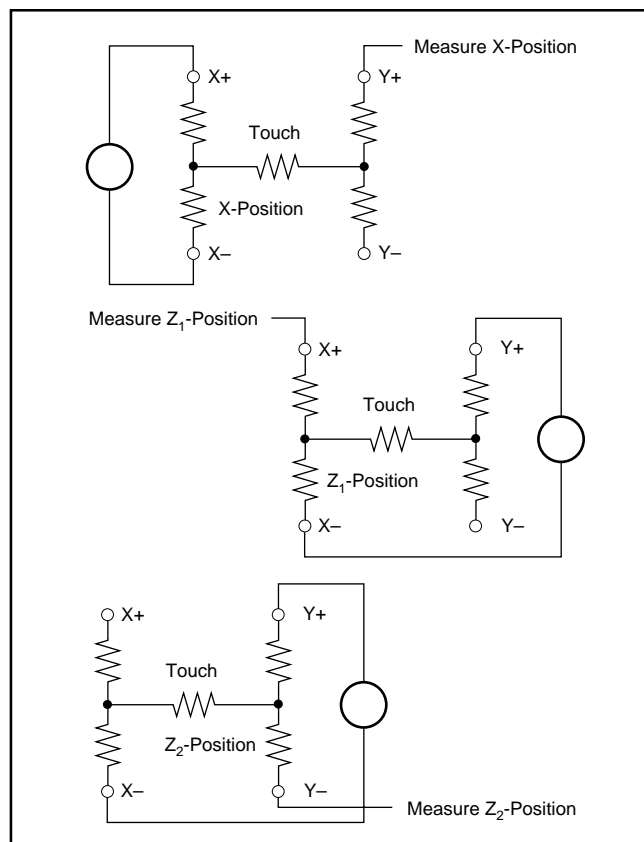 Measure X-Position
X+
Y+
Touch
X-Position
X–
Y–
Measure Z₁-Position
X+
Y+
Touch
Z₁-Position
X–
Y–
X+
Y+
Touch
Z₂-Position
X–
Y–
Measure Z₂-Position